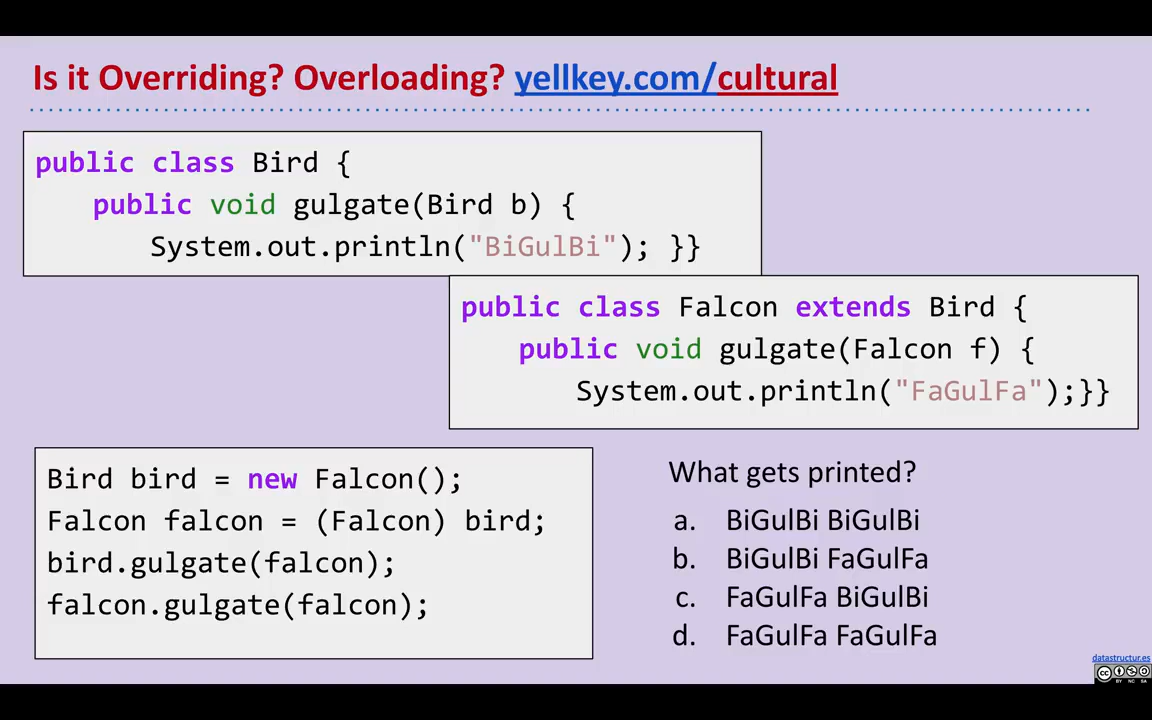 Is it Overriding? Overloading? yellkey.com/cultural
public class Bird {
public void gulgate(Bird b) {
System.out.println("BiGulBi"); }}
public class Falcon extends Bird {
public void gulgate(Falcon f) {
System.out.println("FaGulFa");}}
Bird bird = new Falcon();
Falcon falcon = (Falcon) bird;
bird.gulgate(falcon);
falcon.gulgate(falcon);
What gets printed?
a. BiGulBi BiGulBi
b. BiGulBi FaGulFa
c. FaGulFa BiGulBi
d. FaGulFa FaGulFa
datastructur.es
BY NC SA